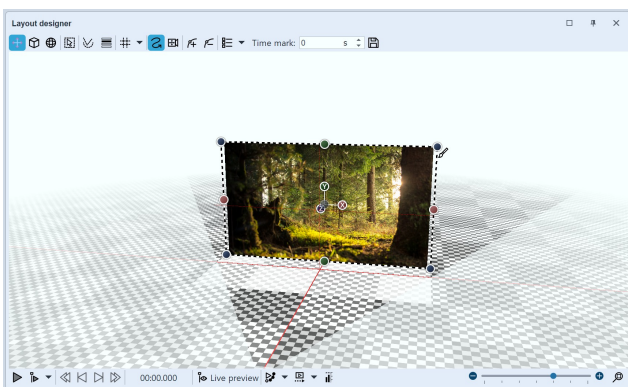 Layout designer
Time mark: 0 s
Y
X
Z
00:00.000 Live preview